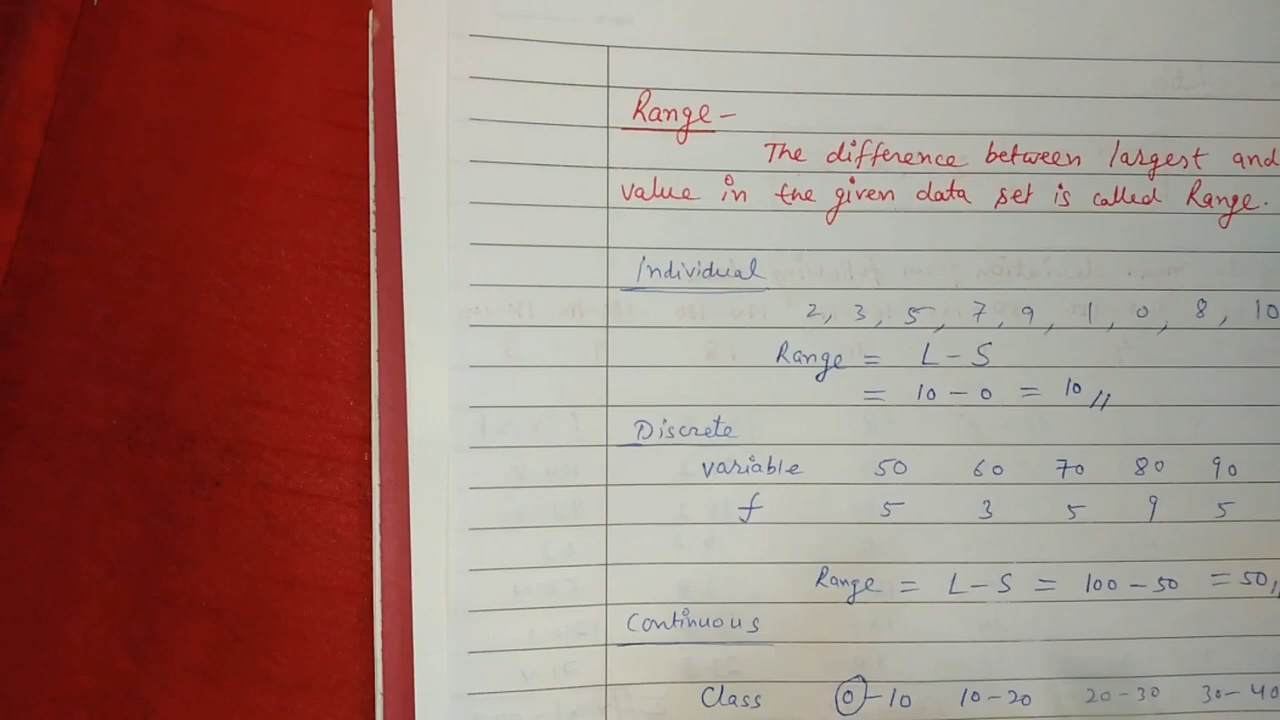 Range -
The difference between largest and
value in the given data set is called Range.
Individual
2, 3, 5, 7, 9, 1, 0, 8, 10
Range = L - S
= 10 - 0 = 10 //
Discrete
variable 50 60 70 80 90
f 5 3 5 9 5
Range = L - S = 100 - 50 = 50,
Continuous
Class 0 - 10 10 - 20 20 - 30 30 - 40